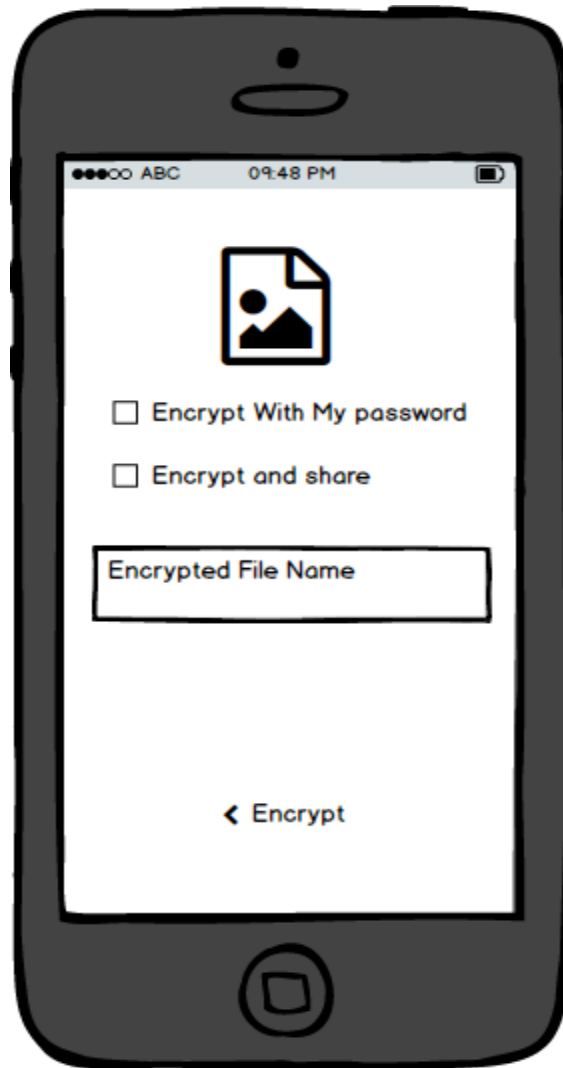 ABC 09:48 PM
Encrypt With My password
Encrypt and share
Encrypted File Name
Encrypt